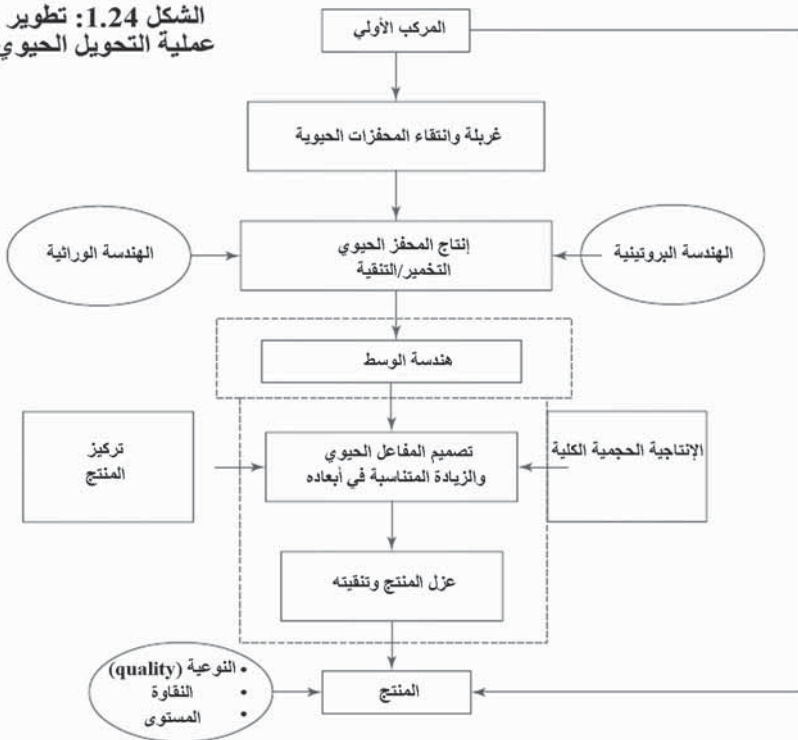 الشكل 1.24: تطوير
عملية التحويل الحيوي
المركب الأولي
غربلة وانتقاء المحفزات الحيوية
الهندسة البروتينية
إنتاج المحفز الحيوي
التخمير/التنقية
الهندسة الوراثية
هندسة الوسط
الإنتاجية الحجمية الكلية
تصميم المفاعل الحيوي
والزيادة المتناسبة في أبعاده
تركيز
المنتج
عزل المنتج وتنقيته
المنتج
• النوعية (quality)
• النقاوة
• المستوى